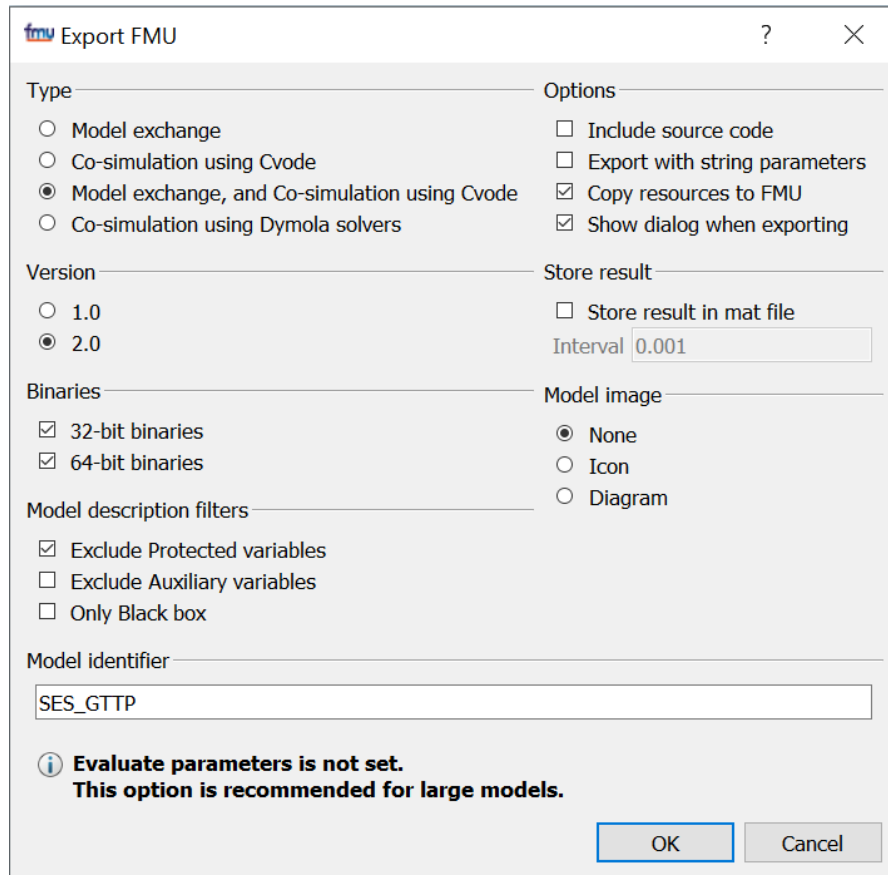 fmu Export FMU ?
Type
Model exchange
Co-simulation using Cvode
Model exchange, and Co-simulation using Cvode
Co-simulation using Dymola solvers
Version
1.0
2.0
Binaries
32-bit binaries
64-bit binaries
Model description filters
Exclude Protected variables
Exclude Auxiliary variables
Only Black box
Options
Include source code
Export with string parameters
Copy resources to FMU
Show dialog when exporting
Store result
Store result in mat file
Interval 0.001
Model image
None
Icon
Diagram
Model identifier
SES_GTTP
Evaluate parameters is not set.
This option is recommended for large models.
OK Cancel